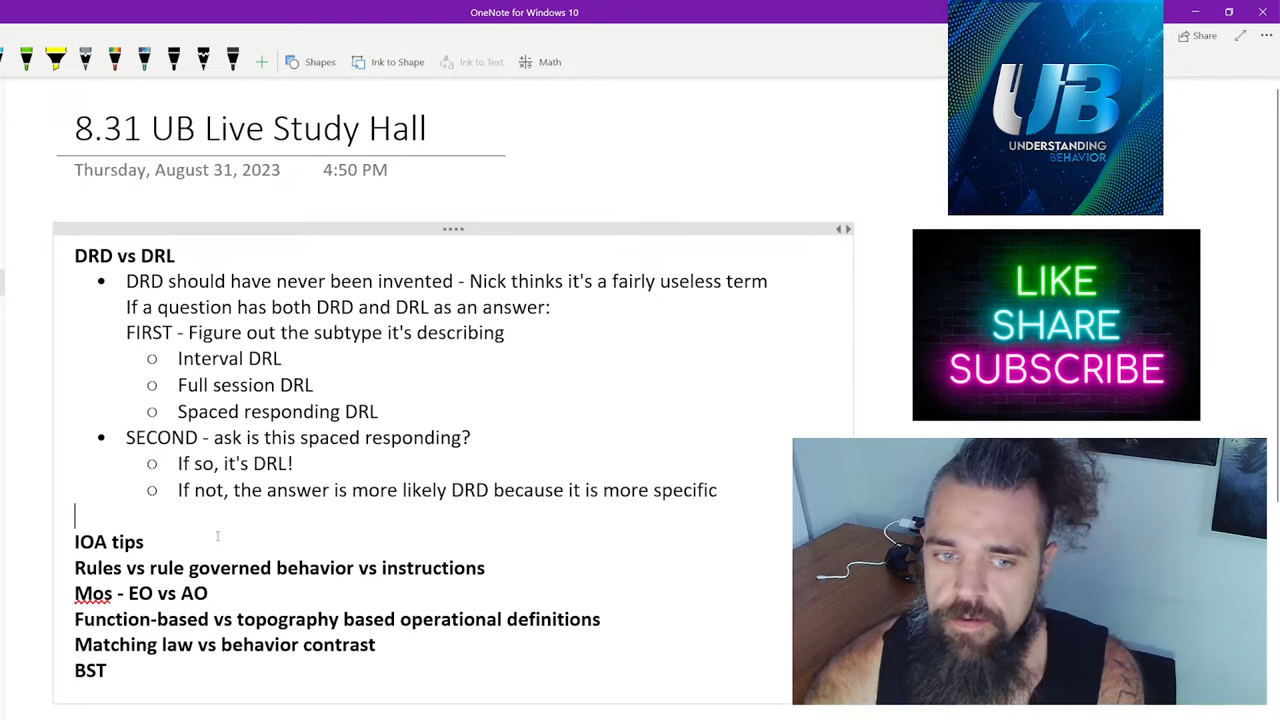 OneNote for Windows 10
Shapes
Ink to Shape
Ink to Text
Math
Share
8.31 UB Live Study Hall
Thursday, August 31, 2023 4:50 PM
DRD vs DRL
• DRD should have never been invented - Nick thinks it's a fairly useless term
If a question has both DRD and DRL as an answer:
FIRST - Figure out the subtype it's describing
o Interval DRL
o Full session DRL
o Spaced responding DRL
• SECOND - ask is this spaced responding?
o If so, it's DRL!
o If not, the answer is more likely DRD because it is more specific
IOA tips
Rules vs rule governed behavior vs instructions
Mos - EO vs AO
Function-based vs topography based operational definitions
Matching law vs behavior contrast
BST
UB
UNDERSTANDING
BEHAVIOR
LIKE
SHARE
SUBSCRIBE